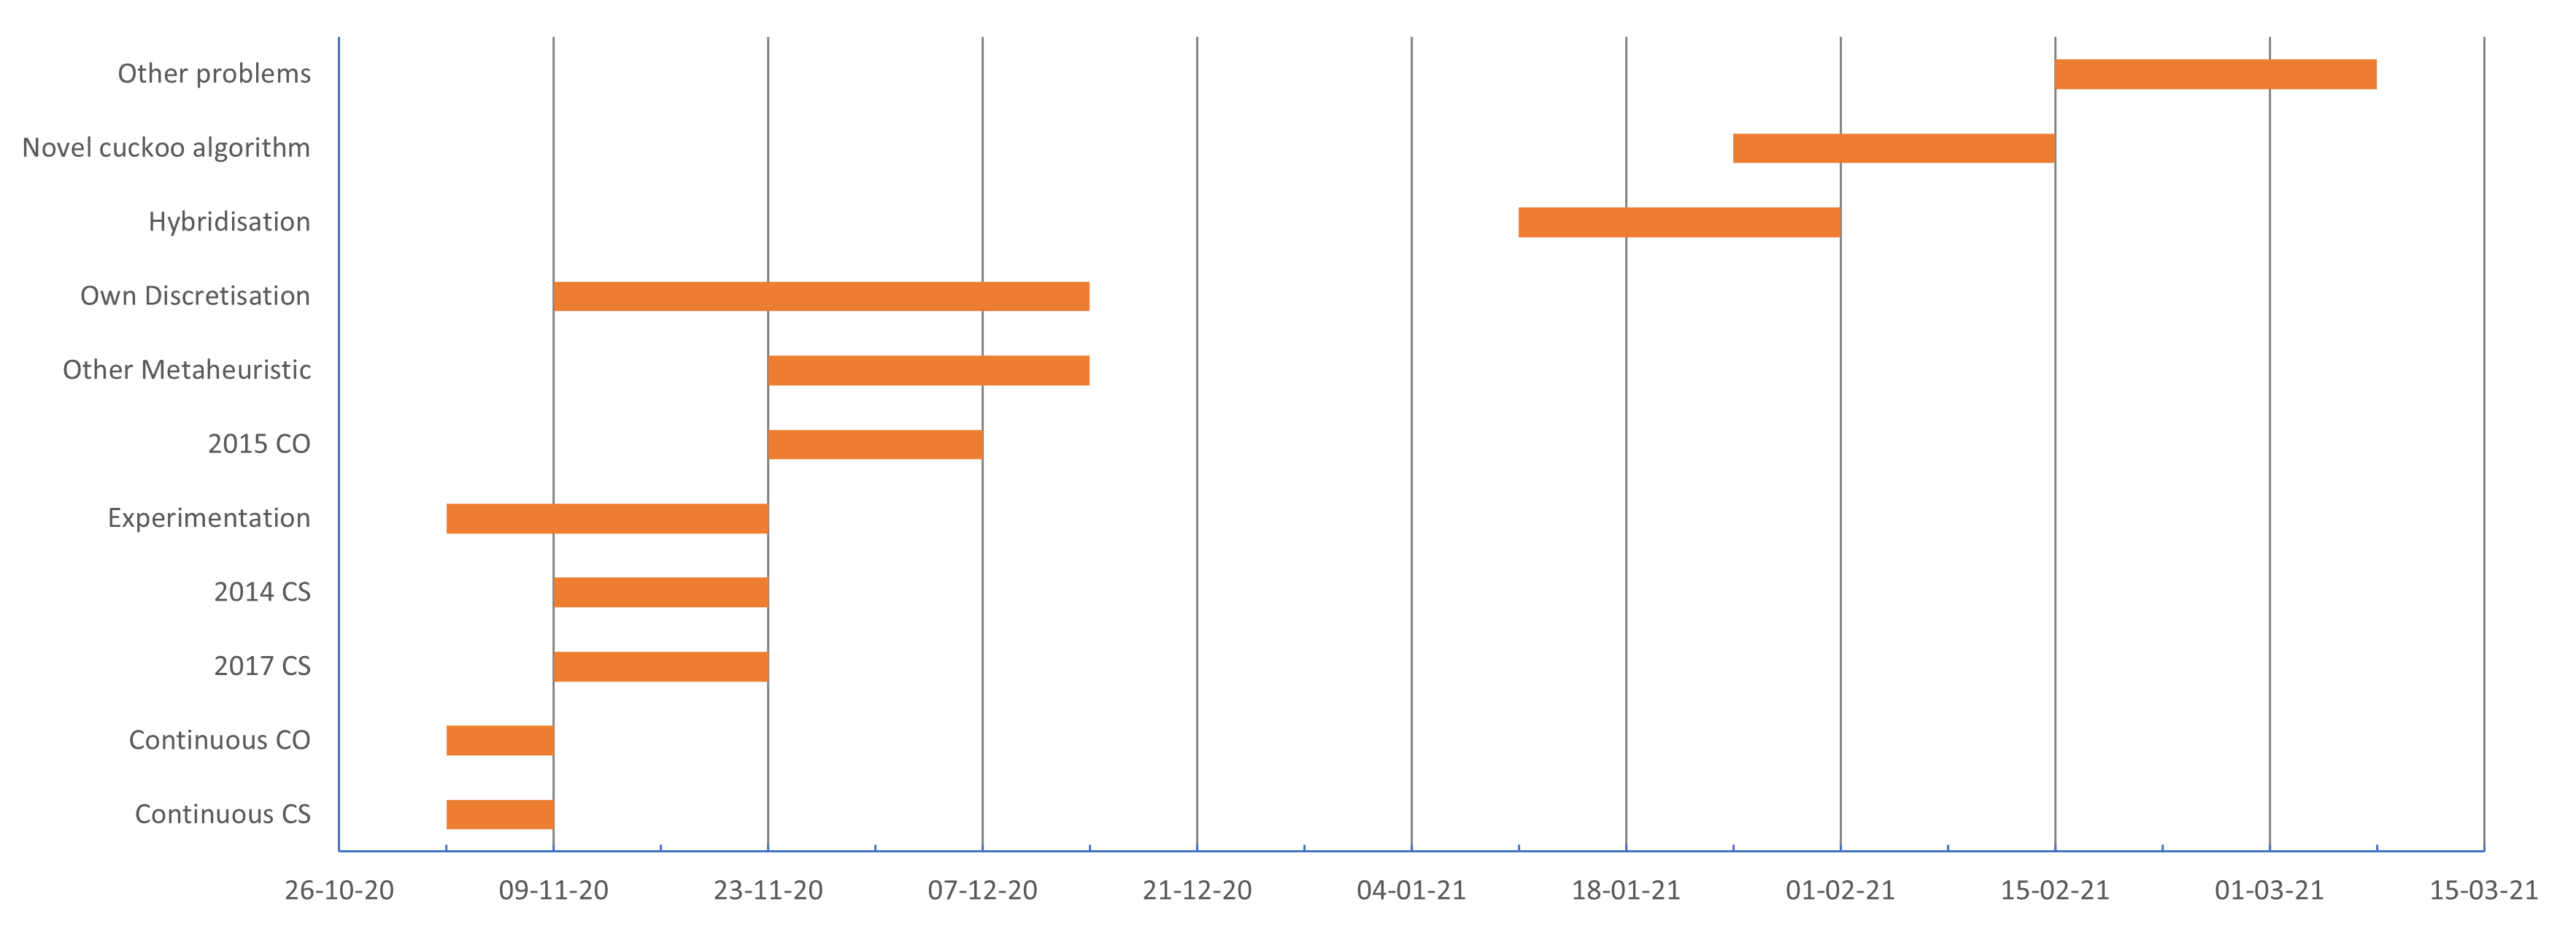 Other problems
Novel cuckoo algorithm
Hybridisation
Own Discretisation
Other Metaheuristic
2015 CO
Experimentation
2014 CS
2017 CS
Continuous CO
Continuous CS
26-10-20 09-11-20 23-11-20 07-12-20 21-12-20 04-01-21 18-01-21 01-02-21 15-02-21 01-03-21 15-03-21